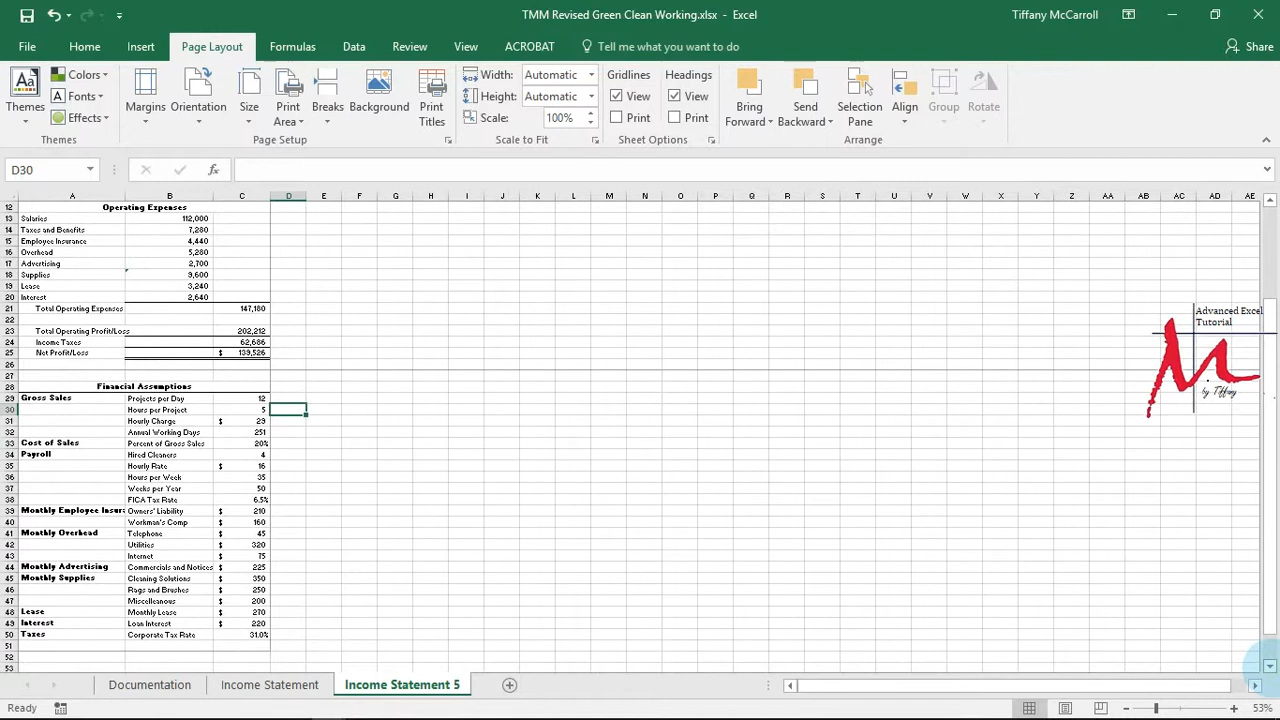 TMM Revised Green Clean Working.xlsx - Excel
Tiffany McCarroll
File Home Insert Page Layout Formulas Data Review View ACROBAT Tell me what you want to do Share
Colors Width: Automatic Gridlines Headings
Fonts Height: Automatic View View
Effects Scale: 100% Print Print
Themes Margins Orientation Size Print Area Breaks Background Print Titles Bring Forward Send Backward Selection Pane Align Group Rotate
Themes Page Setup Scale to Fit Sheet Options Arrange
D30 fx
A B C D E F G H I J K L M N O P Q R S T U V W X Y Z AA AB AC AD AE
12 Operating Expenses
13 Salaries 112,000
14 Taxes and Benefits 7,280
15 Employee Insurance 4,440
16 Overhead 5,280
17 Advertising 2,700
18 Supplies 9,600
19 Lease 3,240
20 Interest 2,640
21 Total Operating Expenses 147,180
22
23 Total Operating Profit/Loss 202,212
24 Income Taxes 62,686
25 Net Profit/Loss $ 139,526
26
27
28 Financial Assumptions
29 Gross Sales Projects per Day 12
30 Hours per Project 5
31 Hourly Charge $ 29
32 Annual Working Days 251
33 Cost of Sales Percent of Gross Sales 20%
34 Payroll Hired Cleaners 4
35 Hourly Rate $ 16
36 Hours per Week 35
37 Weeks per Year 50
38 FICA Tax Rate 6.5%
39 Monthly Employee Insura Owners' Liability $ 210
40 Workman's Comp $ 160
41 Monthly Overhead Telephone $ 45
42 Utilities $ 320
43 Internet $ 75
44 Monthly Advertising Commercials and Notices $ 225
45 Monthly Supplies Cleaning Solutions $ 350
46 Rags and Brushes $ 250
47 Miscelleanous $ 200
48 Lease Monthly Lease $ 270
49 Interest Loan Interest $ 220
50 Taxes Corporate Tax Rate 31.0%
51
52
53
Advanced Excel
Tutorial
M
by Tiffany
Documentation Income Statement Income Statement 5
Ready 53%